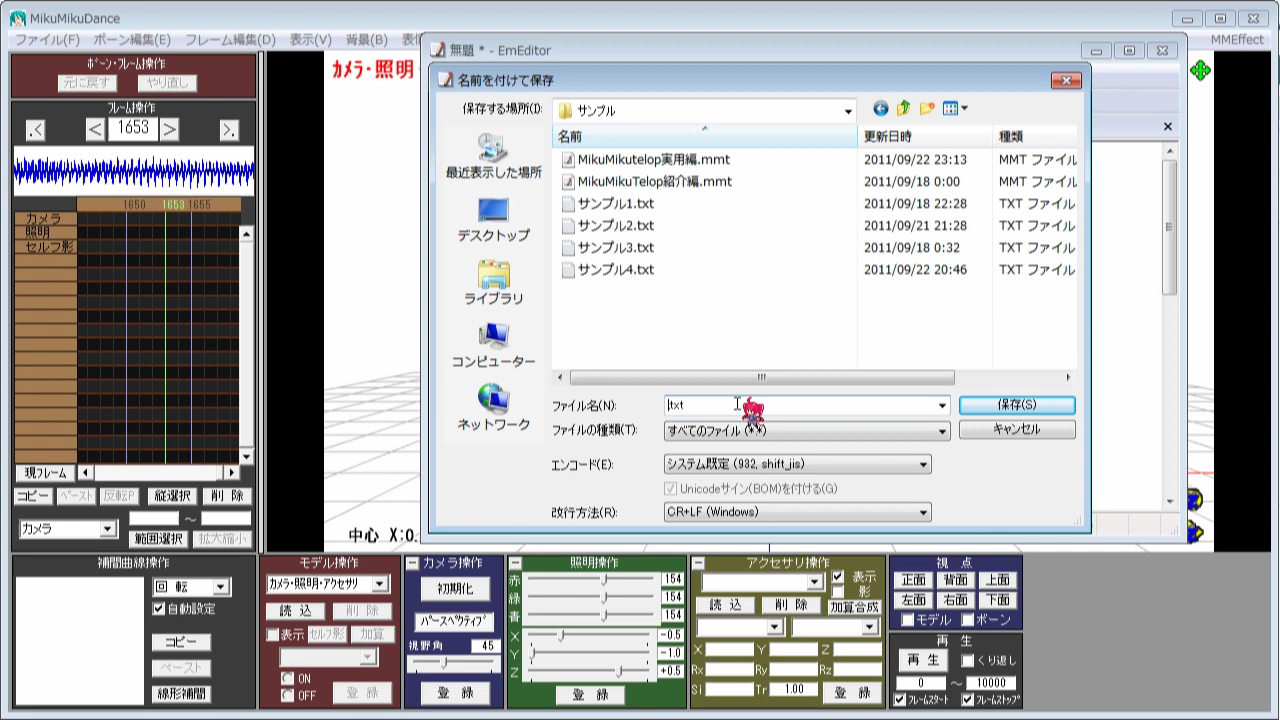 MikuMikuDance
ファイル(F) ボーン編集(E) フレーム編集(D) 表示(V) 背景(B) 表情
MMEffect
ﾎﾞｰﾝ・ﾌﾚｰﾑ操作
元に戻す やり直し
ﾌﾚｰﾑ操作
.< < 1653 > >.
1650 1653 1655
カメラ
照明
セルフ影
現フレーム
コピー ペースト 反転P 縦選択 削 除
カメラ ～ 範囲選択 拡大縮小
ｶﾒﾗ・照明
中心 X:0.
無題 * - EmEditor
名前を付けて保存
保存する場所(I): サンプル
最近表示した場所
デスクトップ
ライブラリ
コンピューター
ネットワーク
名前 更新日時 種類
MikuMikutelop実用編.mmt 2011/09/22 23:13 MMT ファイル
MikuMikuTelop紹介編.mmt 2011/09/18 0:00 MMT ファイル
サンプル1.txt 2011/09/18 22:28 TXT ファイル
サンプル2.txt 2011/09/21 21:28 TXT ファイル
サンプル3.txt 2011/09/18 0:32 TXT ファイル
サンプル4.txt 2011/09/22 20:46 TXT ファイル
ファイル名(N): txt 保存(S)
ファイルの種類(T): すべてのファイル (*.*) キャンセル
エンコード(E): システム既定 (932, shift_jis)
Unicodeサイン(BOM)を付ける(G)
改行方法(R): CR+LF (Windows)
補間曲線操作
回 転
自動設定
コピー
ペースト
線形補間
モデル操作
ｶﾒﾗ・照明・ｱｸｾｻﾘ
読 込 削 除
表示 ｾﾙﾌ影 加算
ON
OFF
登 録
カメラ操作
初期化
ﾊﾟｰｽﾍﾟｸﾃｨﾌﾞ
視野角 45
登 録
照明操作
赤 154
緑 154
青 154
X -0.5
Y -1.0
Z +0.5
登 録
アクセサリ操作
表示
影
読 込 削 除 加算合成
X Y Z
Rx Ry Rz
Si Tr 1.00 登 録
視 点
正面 背面 上面
左面 右面 下面
モデル ボーン
再 生
再 生 くり返し
0 ～ 10000
ﾌﾚｰﾑｽﾀｰﾄ ﾌﾚｰﾑｽﾄｯﾌﾟ